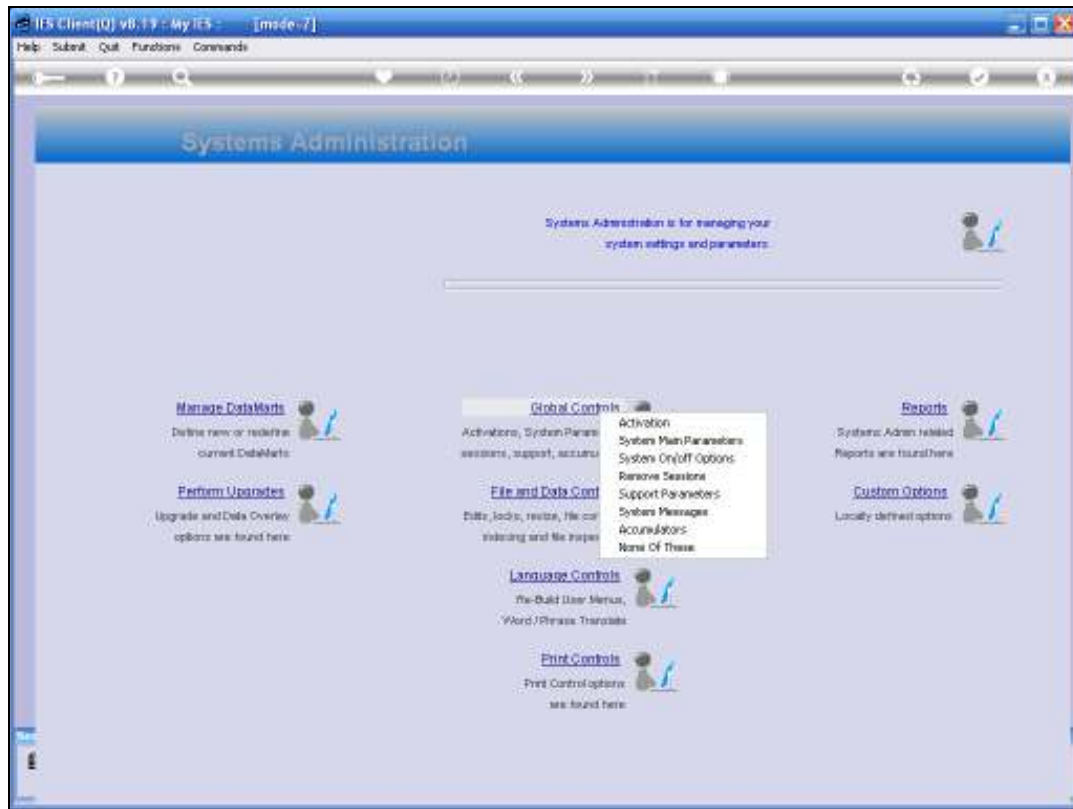 IES Client(Q) v8.19 : My IES : [mode-7]
Help Submit Quit Functions Commands
Systems Administration
Systems Administration is for managing your
system settings and parameters
Manage DataMarts
Define new or redefine
current DataMarts
Global Controls
Activations, System Param
sessions, support, accumu
Activation
System Main Parameters
System On/off Options
Remove Sessions
Support Parameters
System Messages
Accumulators
None Of These
Reports
Systems Admin related
Reports are found here
Perform Upgrades
Upgrade and Data Overlay
options are found here
File and Data Cont
Edits, locks, resize, file cor
indexing and file inspec
Custom Options
Locally defined options
Language Controls
Re-Build User Menus,
Word / Phrase Translate
Print Controls
Print Control options
are found here